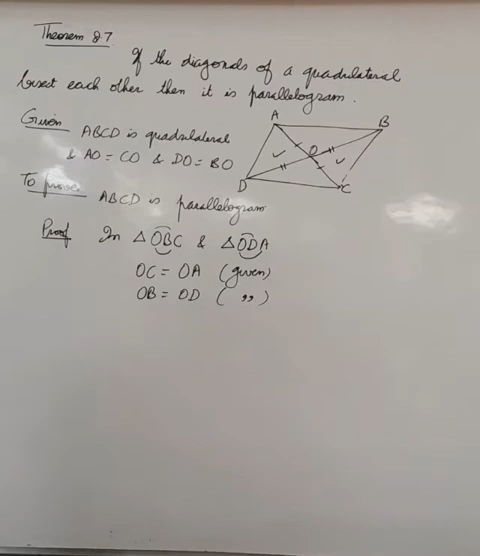 Theorem 8.7
If the diagonals of a quadrilateral
bisect each other then it is parallelogram.
Given ABCD is quadrilateral
& AO = CO & DO = BO
A B
O
D C
To prove ABCD is parallelogram
Proof In △ OBC & △ ODA
OC = OA (given)
OB = OD ( ,, )